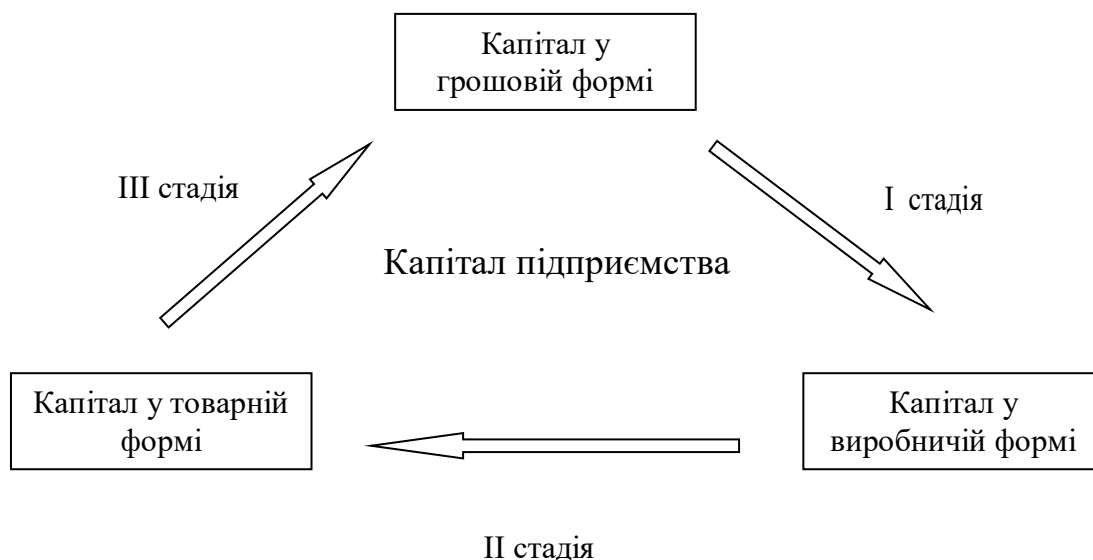 Капітал у
грошовій формі
III стадія
I стадія
Капітал підприємства
Капітал у товарній
формі
Капітал у
виробничій формі
II стадія